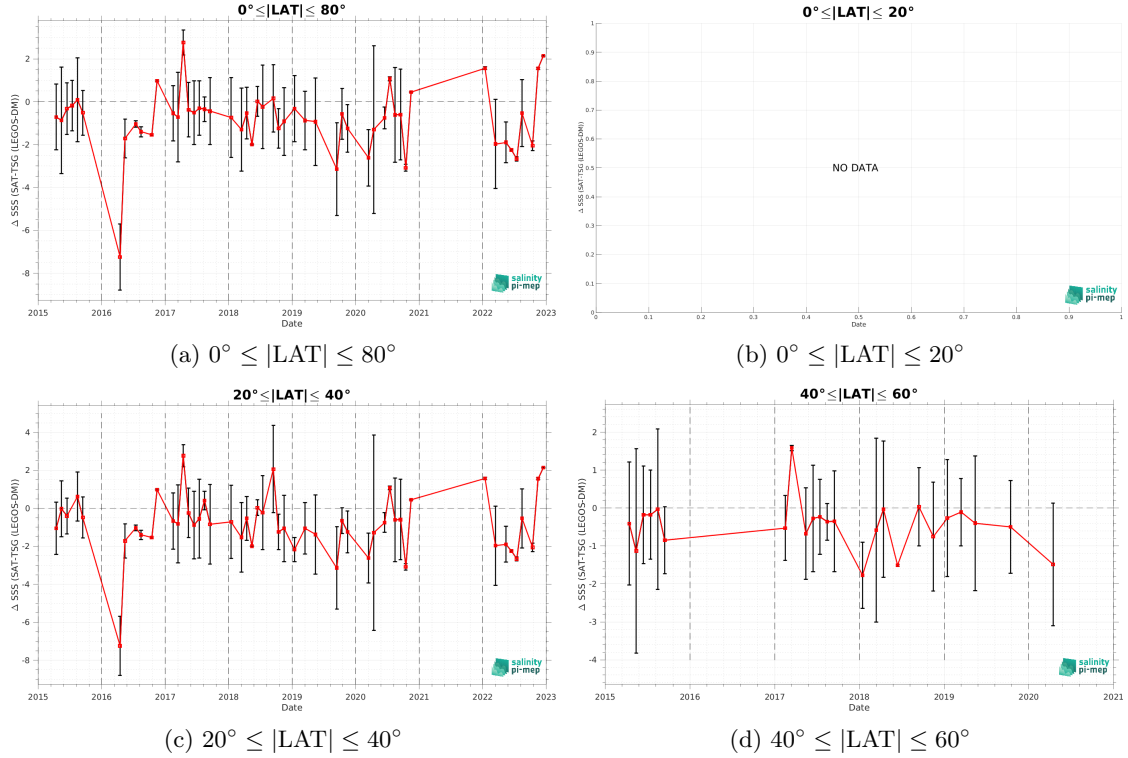 0°≤|LAT|≤ 80°
Δ SSS (SAT-TSG (LEGOS-DM))
2
0
-2
-4
-6
-8
2015 2016 2017 2018 2019 2020 2021 2022 2023
Date
salinity
pi-mep
(a) 0° ≤ |LAT| ≤ 80°
0°≤|LAT|≤ 20°
Δ SSS (SAT-TSG (LEGOS-DM))
1
0.9
0.8
0.7
0.6
0.5
0.4
0.3
0.2
0.1
0
NO DATA
0 0.1 0.2 0.3 0.4 0.5 0.6 0.7 0.8 0.9 1
Date
salinity
pi-mep
(b) 0° ≤ |LAT| ≤ 20°
20°≤|LAT|≤ 40°
Δ SSS (SAT-TSG (LEGOS-DM))
4
2
0
-2
-4
-6
-8
2015 2016 2017 2018 2019 2020 2021 2022 2023
Date
salinity
pi-mep
(c) 20° ≤ |LAT| ≤ 40°
40°≤|LAT|≤ 60°
Δ SSS (SAT-TSG (LEGOS-DM))
2
1
0
-1
-2
-3
-4
2015 2016 2017 2018 2019 2020 2021
Date
salinity
pi-mep
(d) 40° ≤ |LAT| ≤ 60°